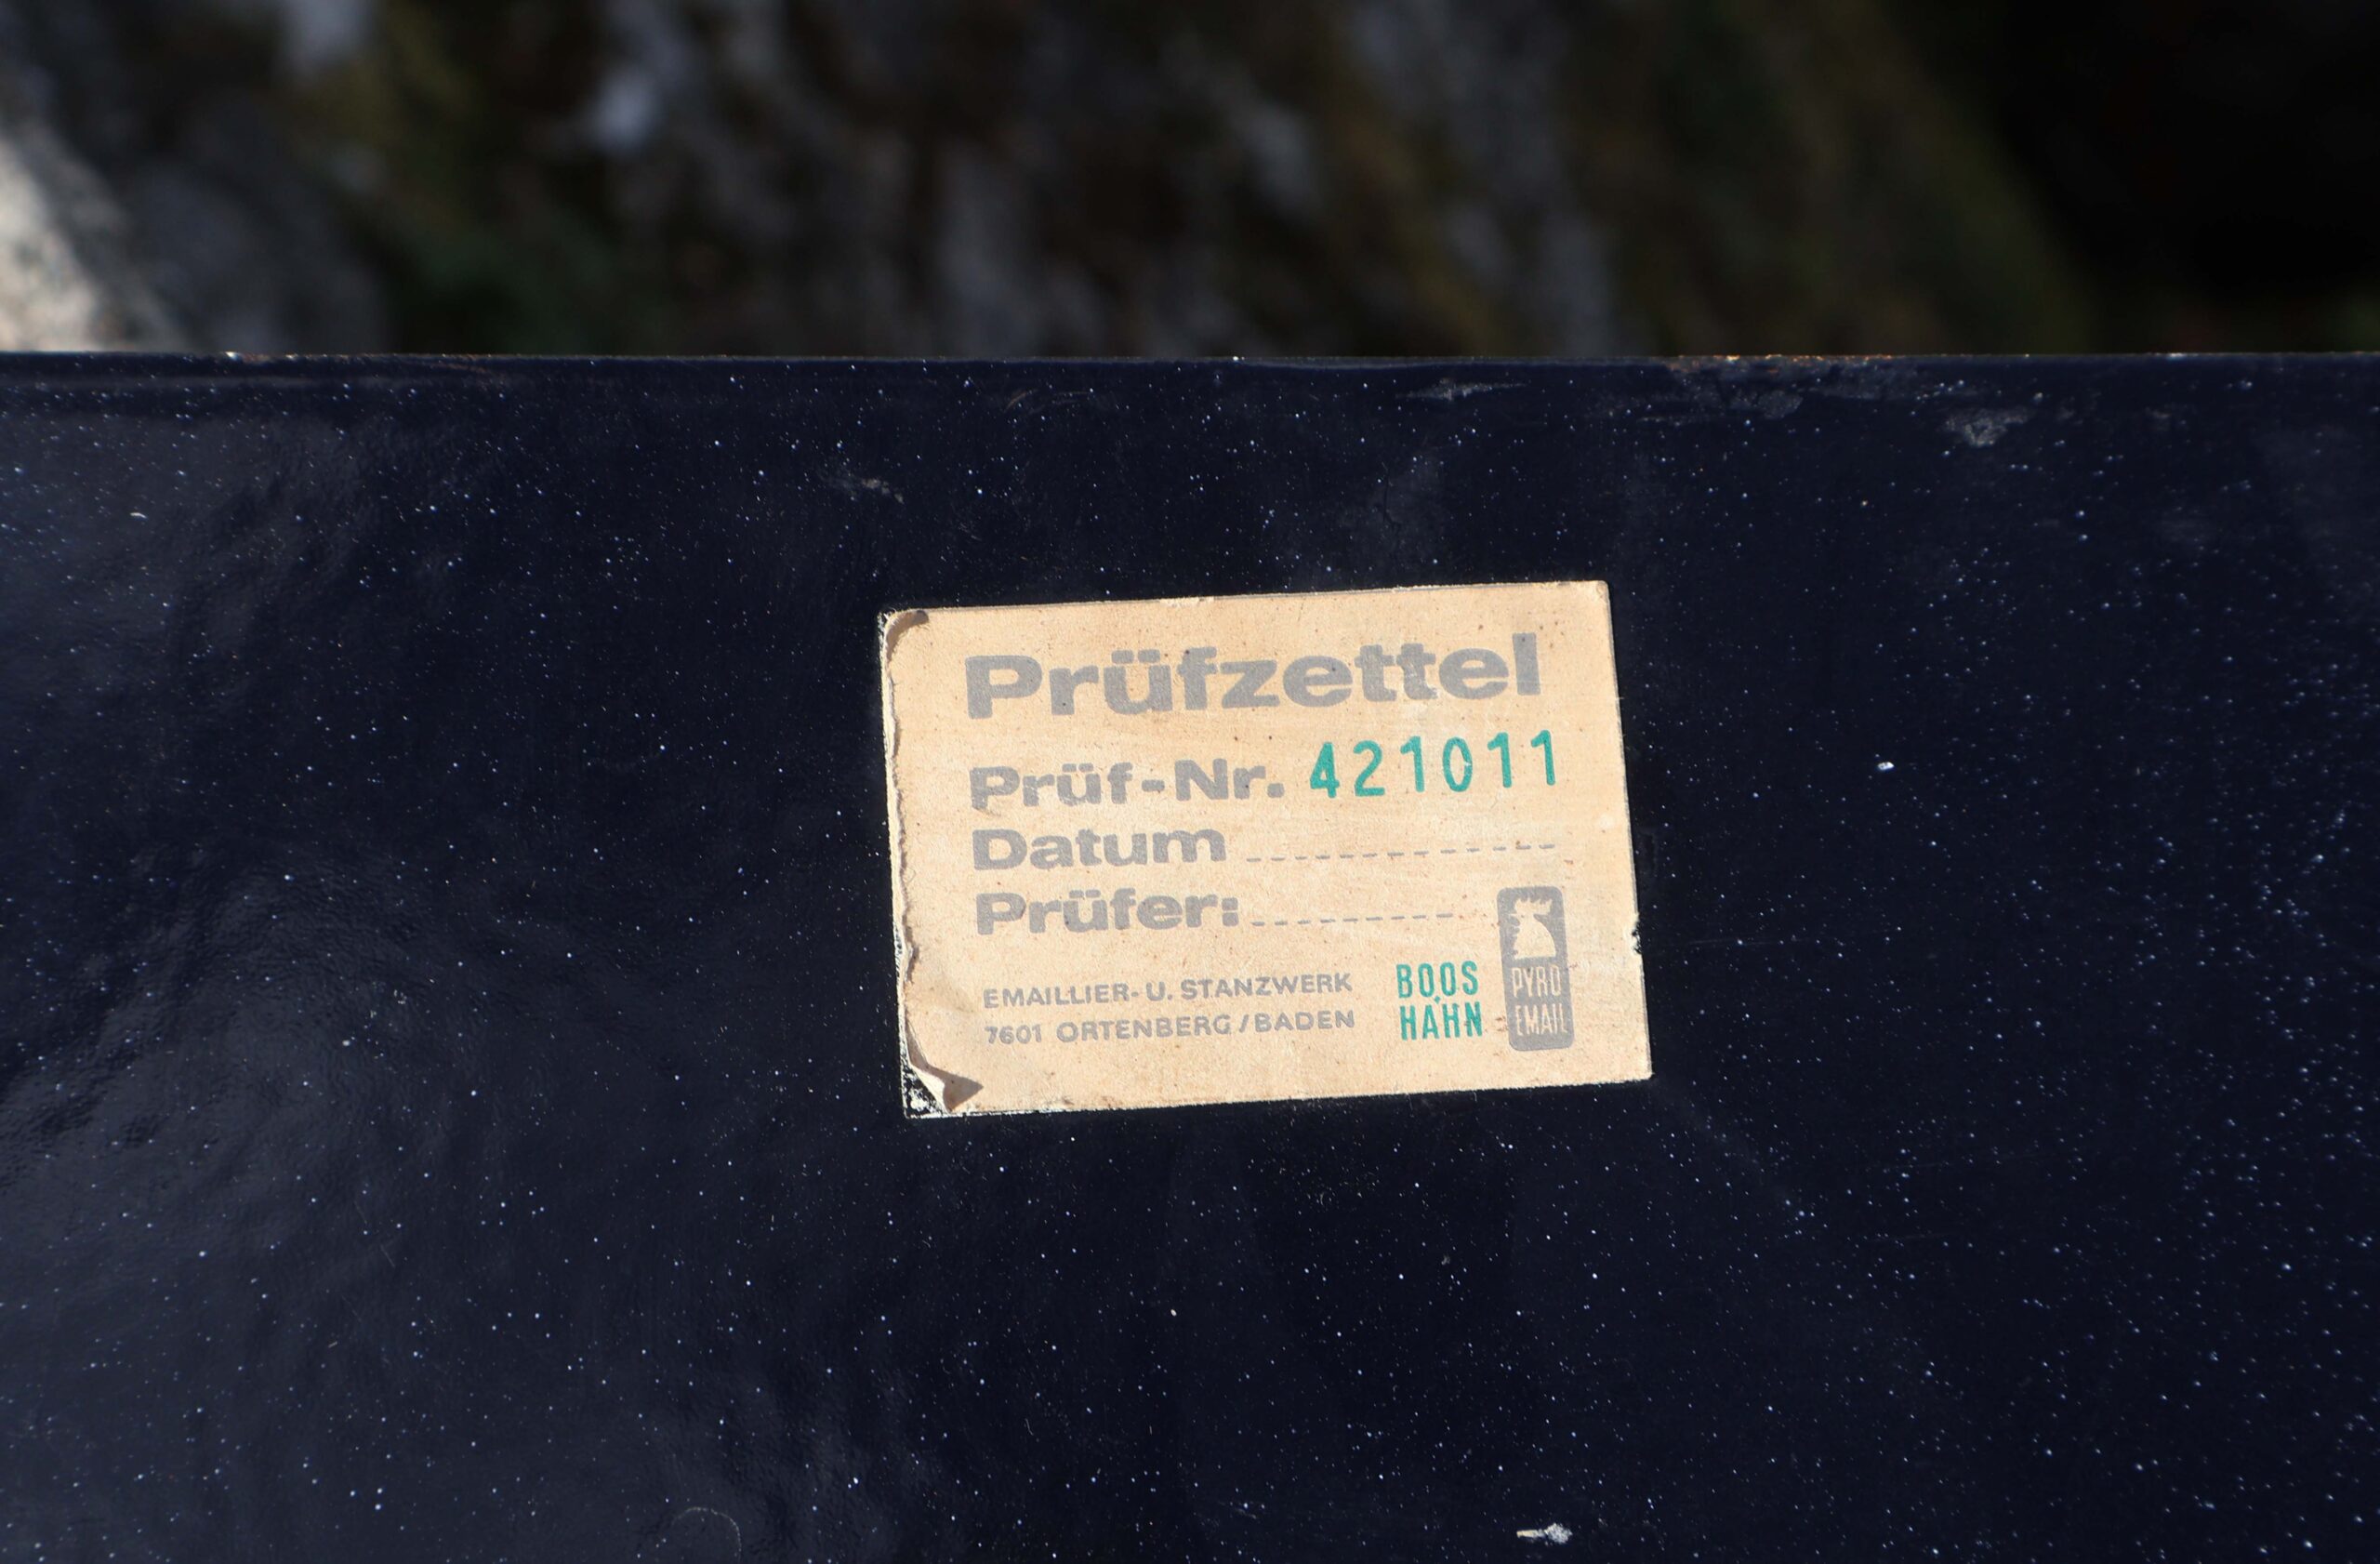 Prüfzettel
Prüf-Nr. 421011
Datum
Prüfer:
EMAILLIER- U. STANZWERK
7601 ORTENBERG/BADEN
BOOS
HAHN
PYRO
EMAIL